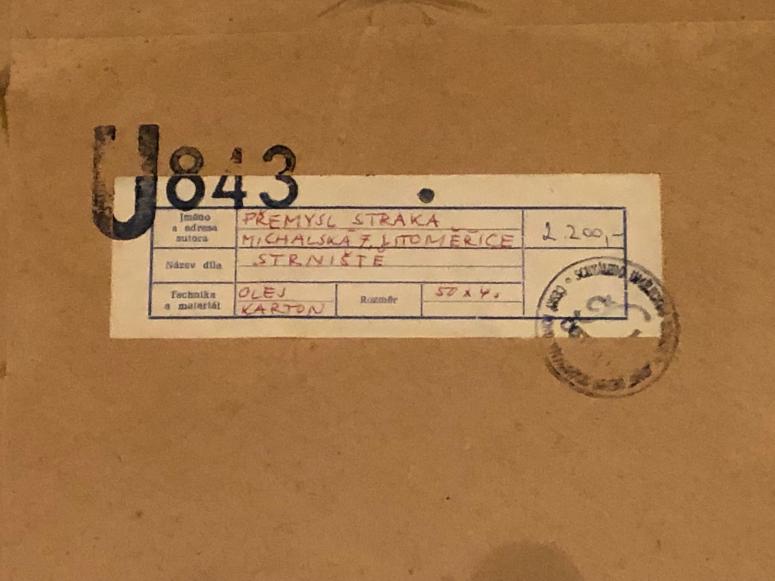 U843
Jméno
a adresa
autora
PŘEMYSL STRAKA
MICHALSKÁ 7, LITOMĚŘICE
2.200,-
Název díla
STRNIŠTĚ
Technika
a materiál
OLEJ
KARTON
Rozměr
50 x 4.